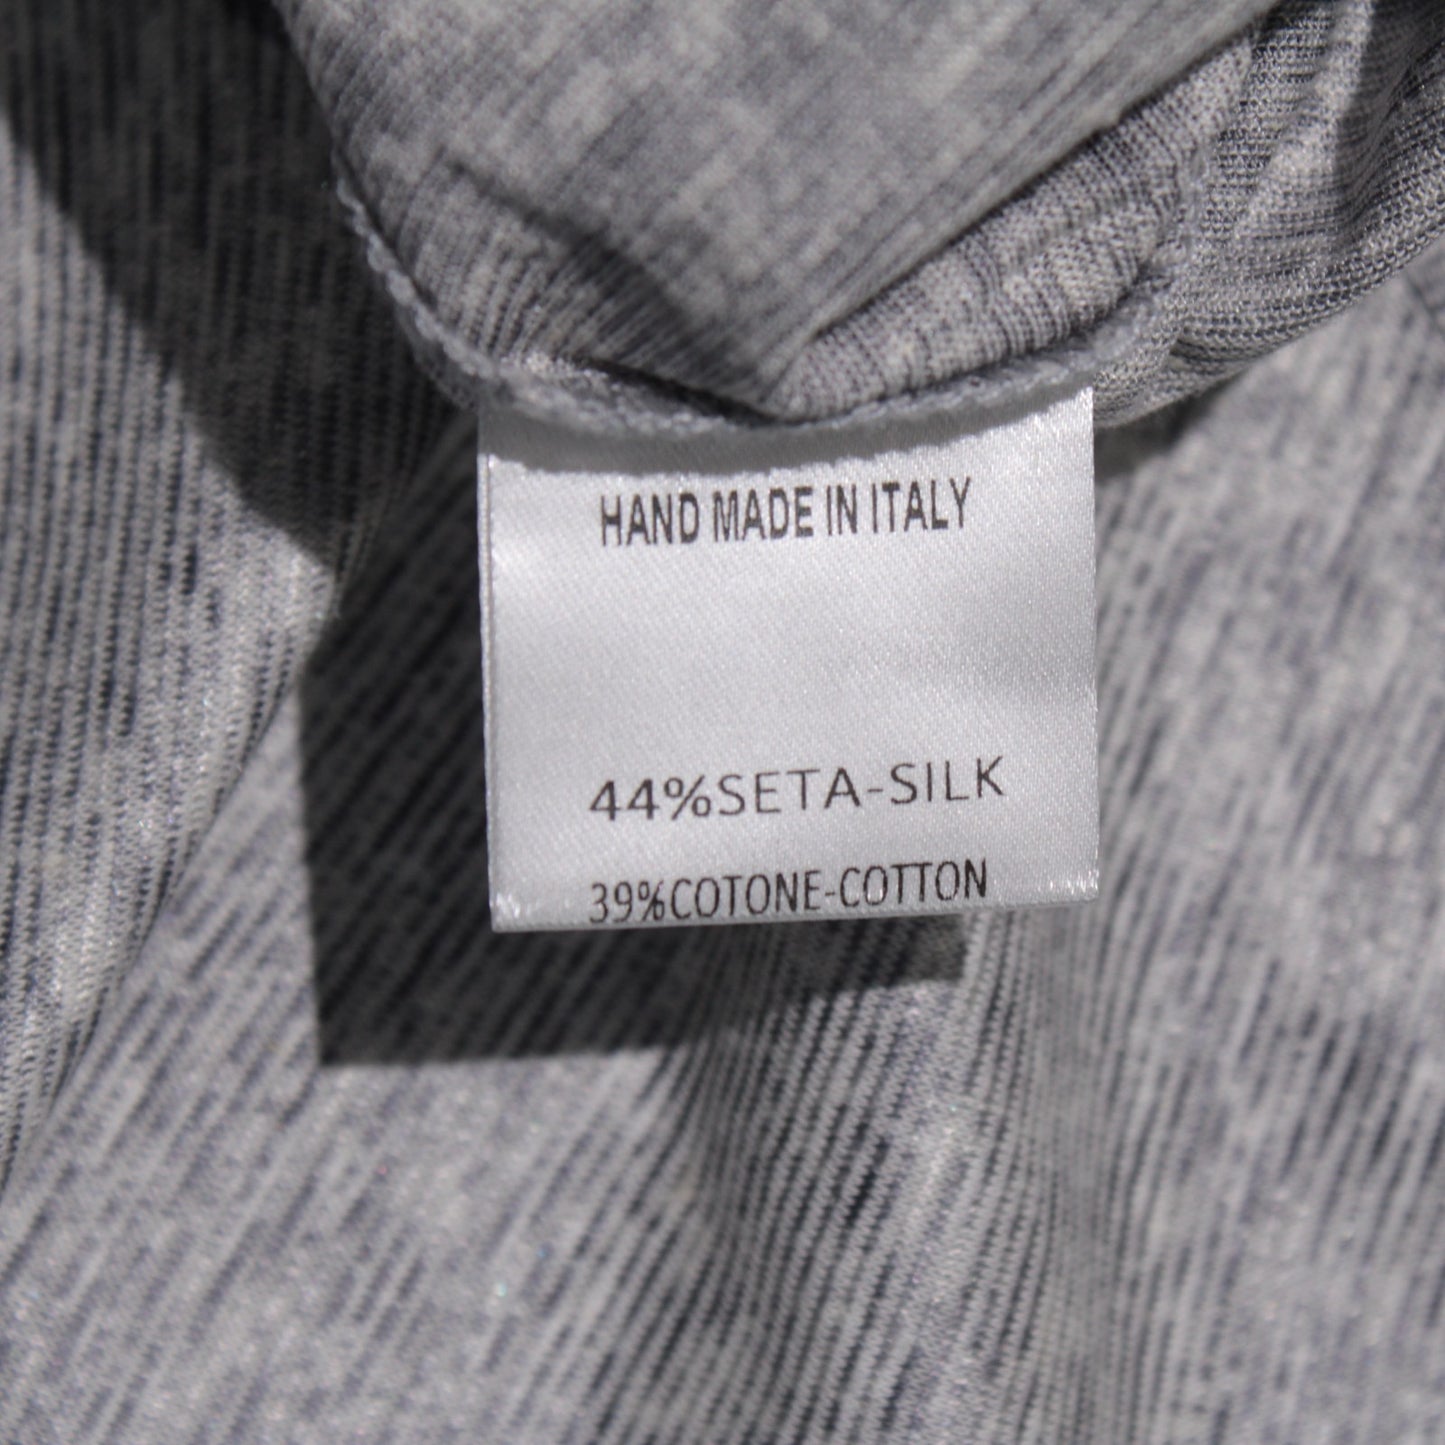 HAND MADE IN ITALY
44%SETA-SILK
39%COTONE-COTTON